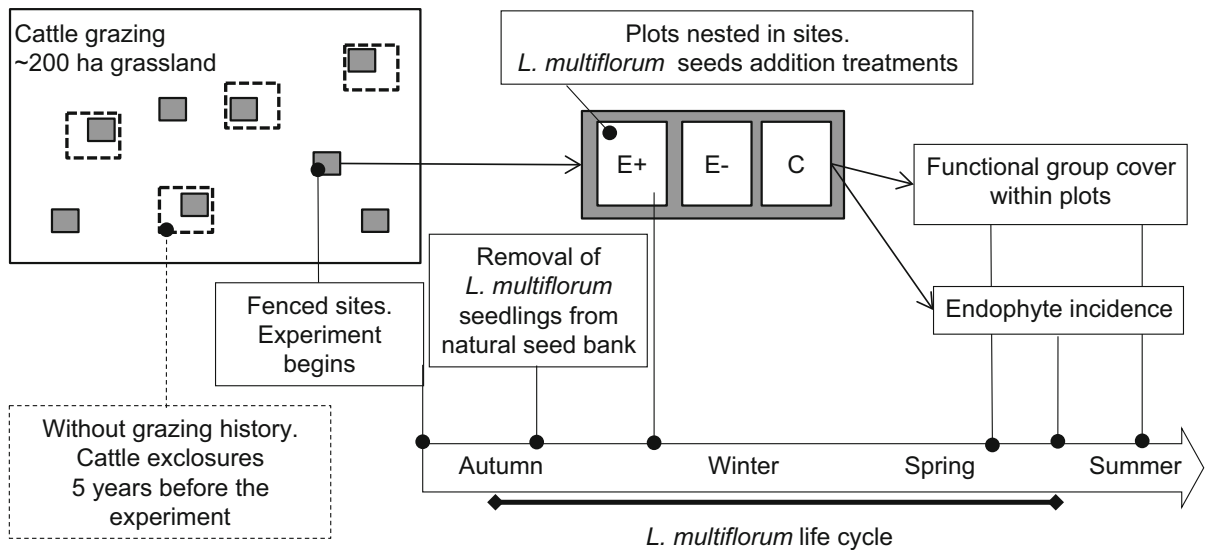 Cattle grazing
~200 ha grassland
Plots nested in sites.
L. multiflorum seeds addition treatments
E+
E-
C
Functional group cover
within plots
Removal of
L. multiflorum
seedlings from
natural seed bank
Fenced sites.
Experiment
begins
Endophyte incidence
Without grazing history.
Cattle exclosures
5 years before the
experiment
Autumn
Winter
Spring
Summer
L. multiflorum life cycle